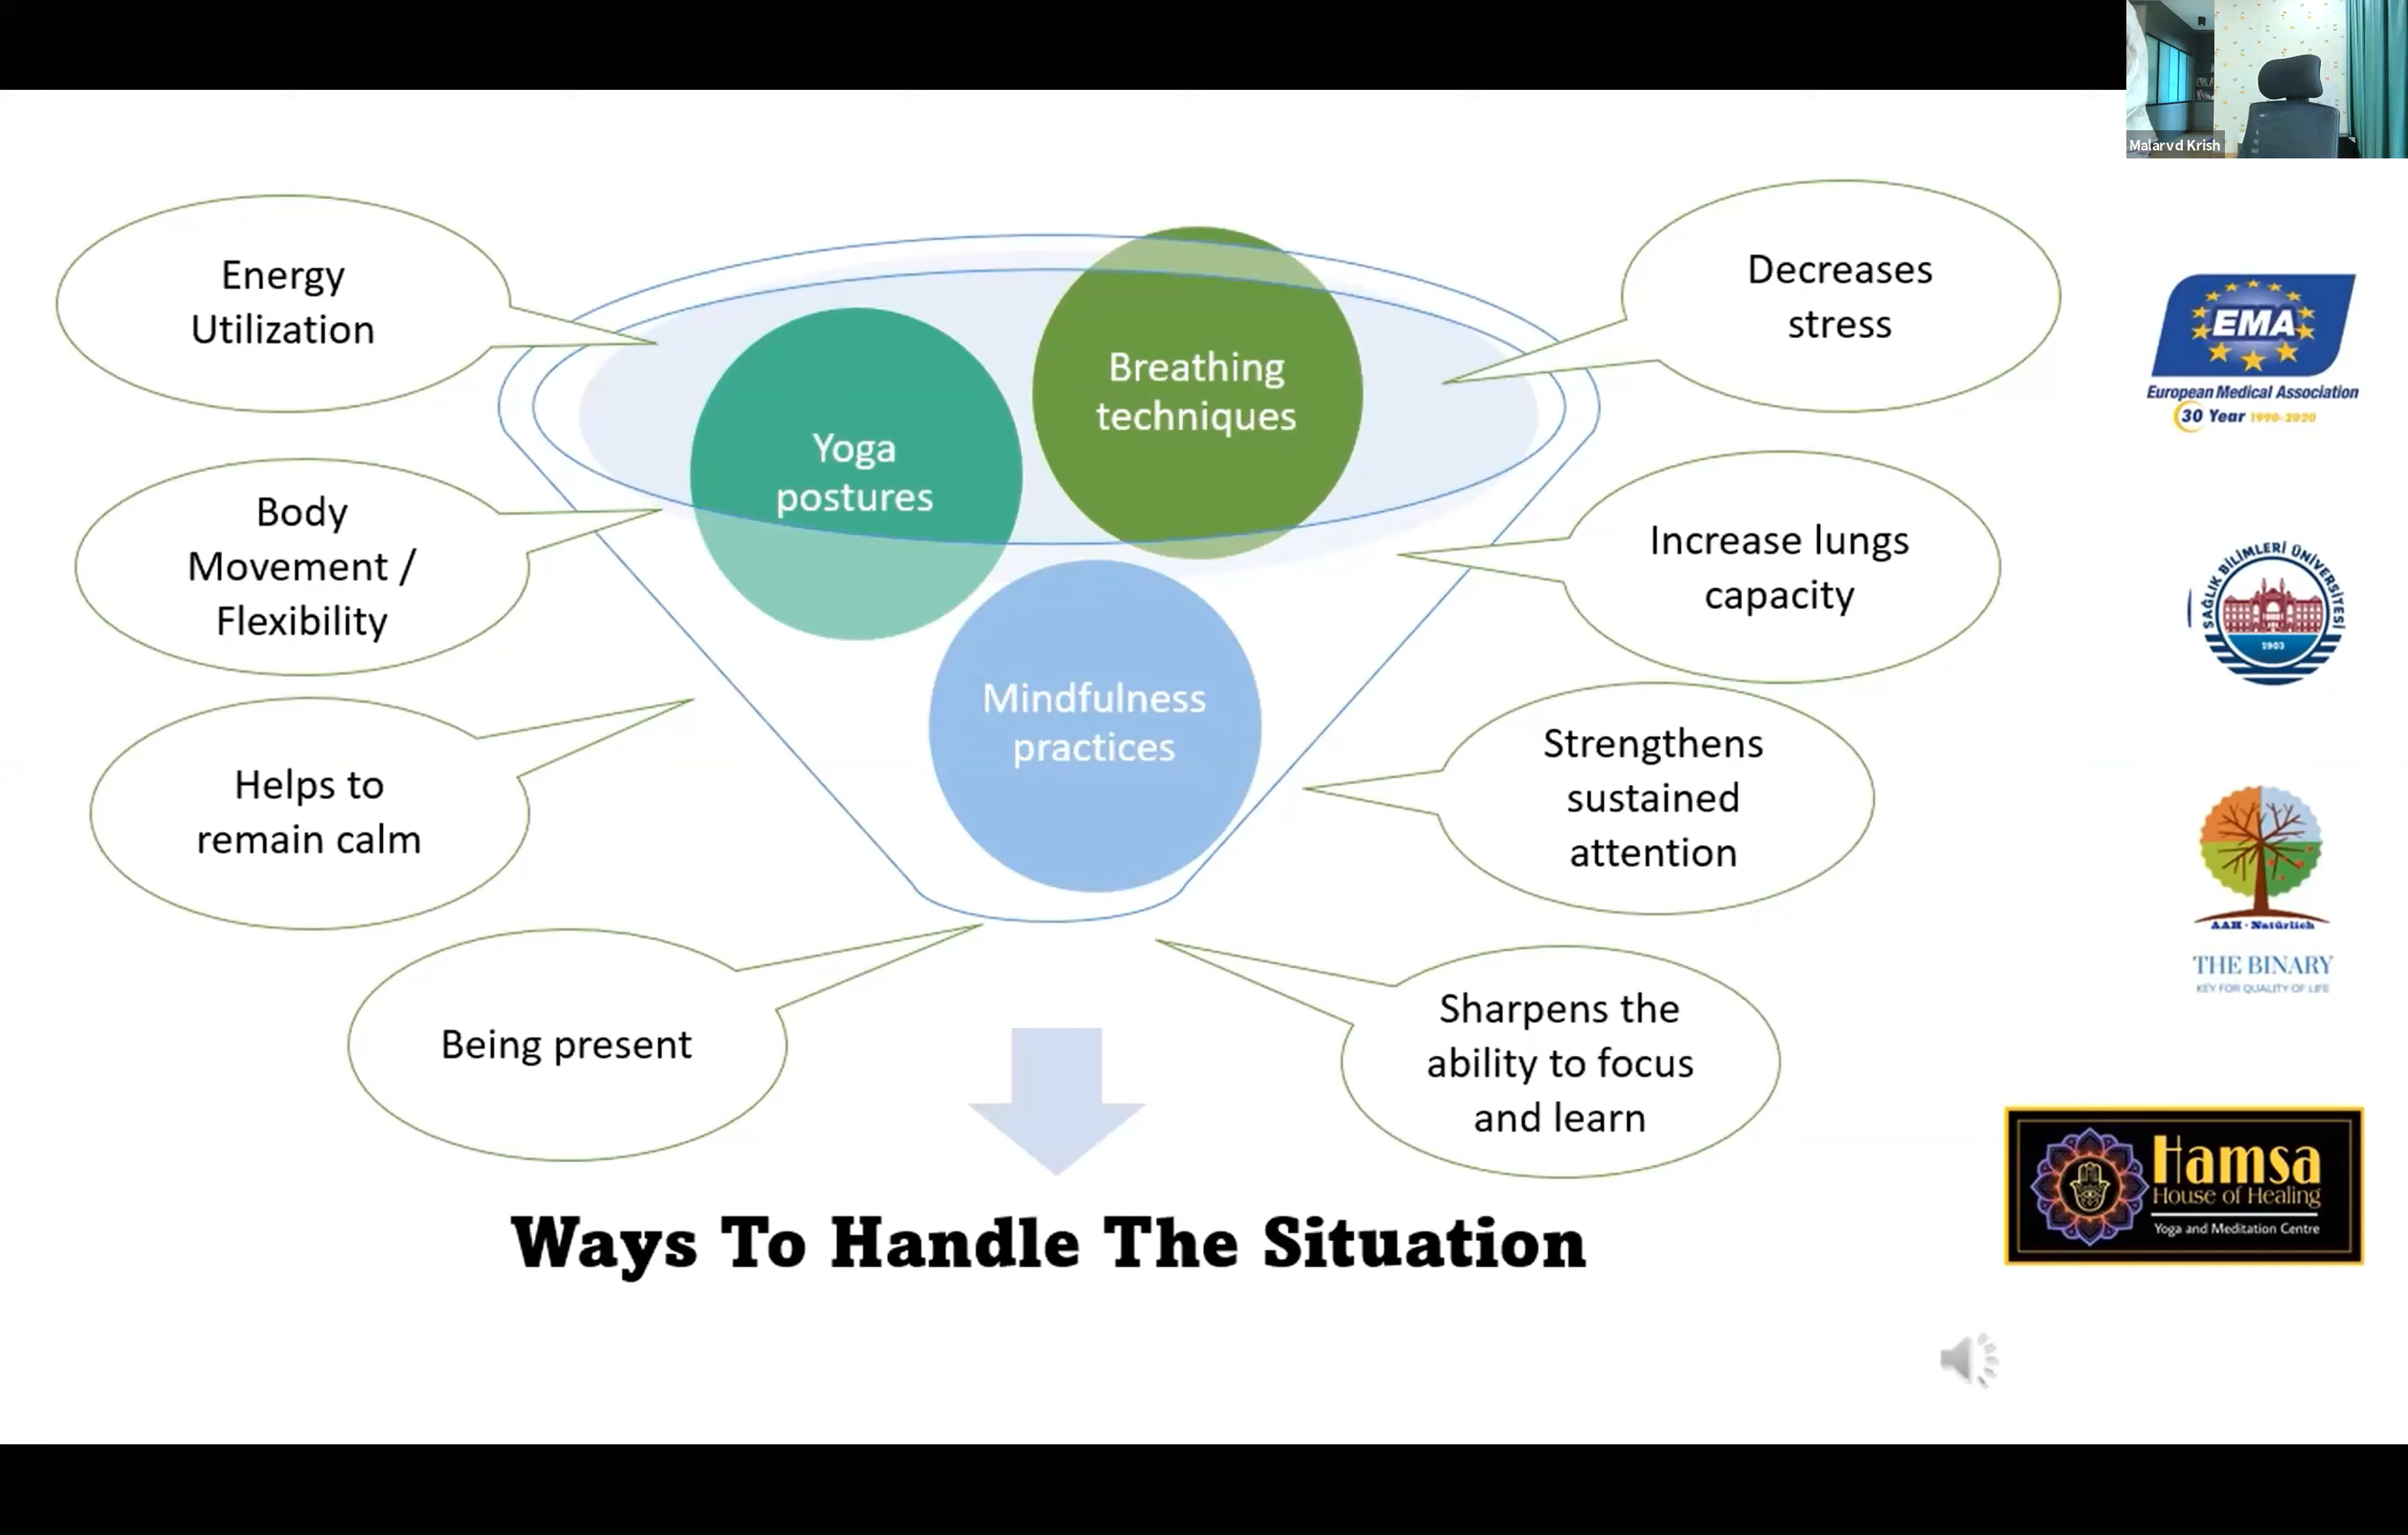 Malarvd Krish
Energy
Utilization
Decreases
stress
Breathing
techniques
Yoga
postures
Body
Movement /
Flexibility
Increase lungs
capacity
Mindfulness
practices
Helps to
remain calm
Strengthens
sustained
attention
Being present
Sharpens the
ability to focus
and learn
Ways To Handle The Situation
EMA
European Medical Association
30 Year 1990-2020
SAĞLIK BİLİMLERİ ÜNİVERSİTESİ
1903
AAH - Natürlich
THE BINARY
KEY FOR QUALITY OF LIFE
Hamsa
House of Healing
Yoga and Meditation Centre